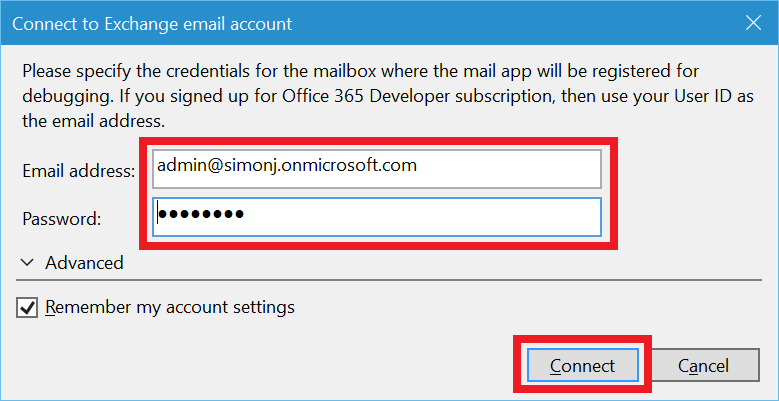 Connect to Exchange email account
Please specify the credentials for the mailbox where the mail app will be registered for
debugging. If you signed up for Office 365 Developer subscription, then use your User ID as
the email address.
Email address: admin@simonj.onmicrosoft.com
Password: ●●●●●●●●
Advanced
Remember my account settings
Connect Cancel